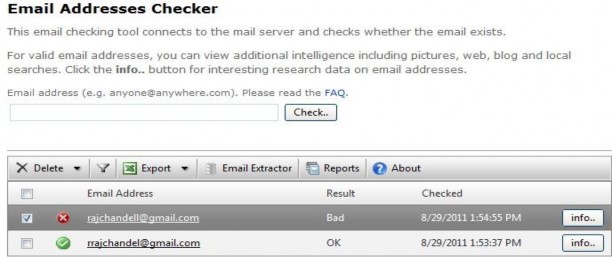 Email Addresses Checker
This email checking tool connects to the mail server and checks whether the email exists.
For valid email addresses, you can view additional intelligence including pictures, web, blog and local
searches. Click the info.. button for interesting research data on email addresses.
Email address (e.g. anyone@anywhere.com). Please read the FAQ.
Check..
Delete Export Email Extractor Reports About
Email Address Result Checked
rajchandell@gmail.com Bad 8/29/2011 1:54:55 PM info..
rrajchandel@gmail.com OK 8/29/2011 1:53:37 PM info..